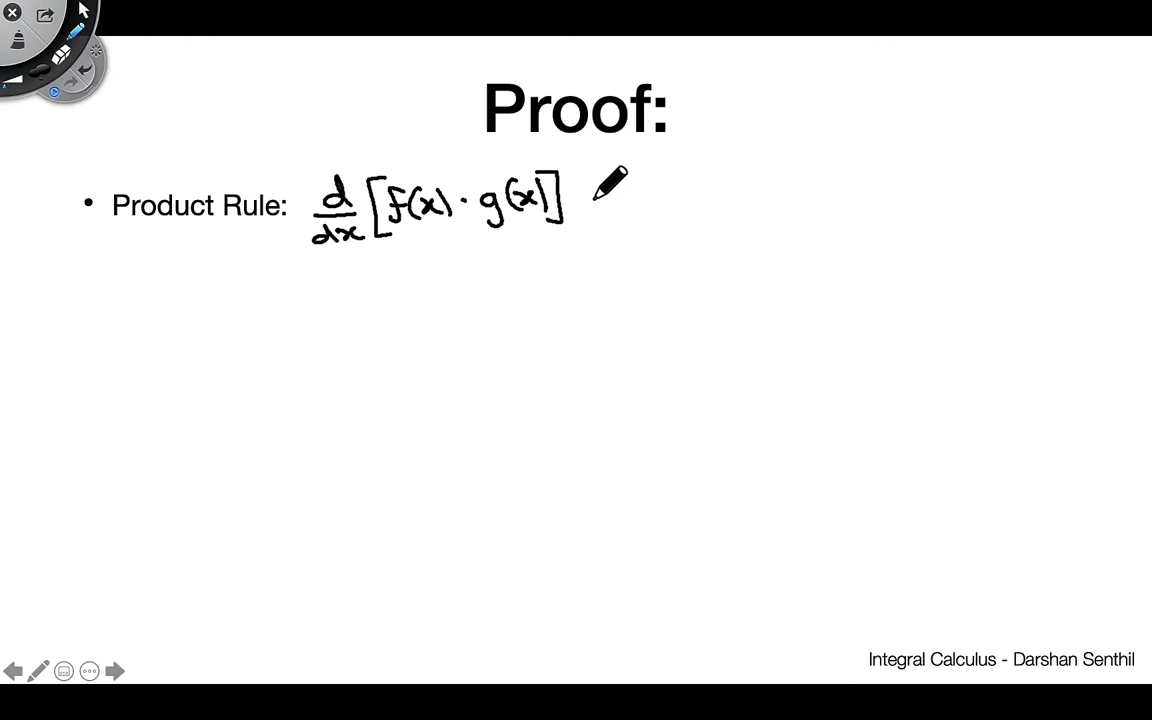 Proof:
• Product Rule: d/dx [f(x) · g(x)]
Integral Calculus - Darshan Senthil